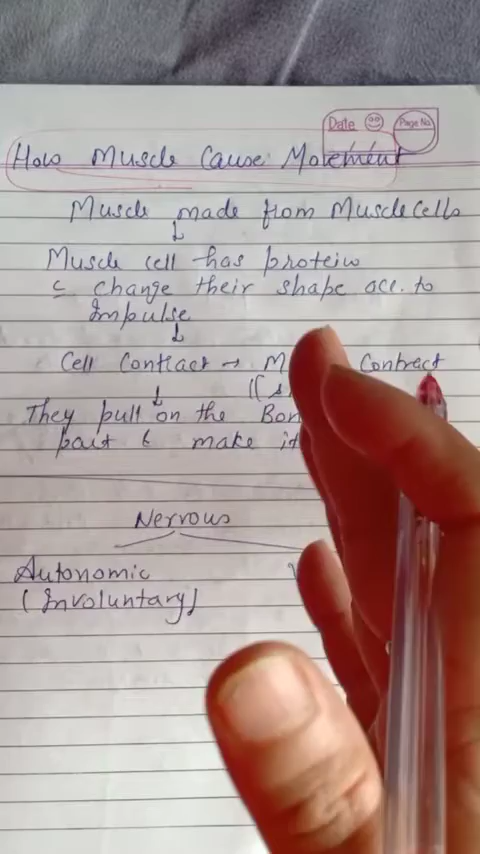 Date
Page No.
How Muscle Cause Movement
Muscle made from Muscle Cells
↓
Muscle cell has protein
change their shape acc. to
Impulse
↓
Cell Contract → Contract
↓
They pull on the
part & make it
Nervous
Autonomic
(Involuntary)